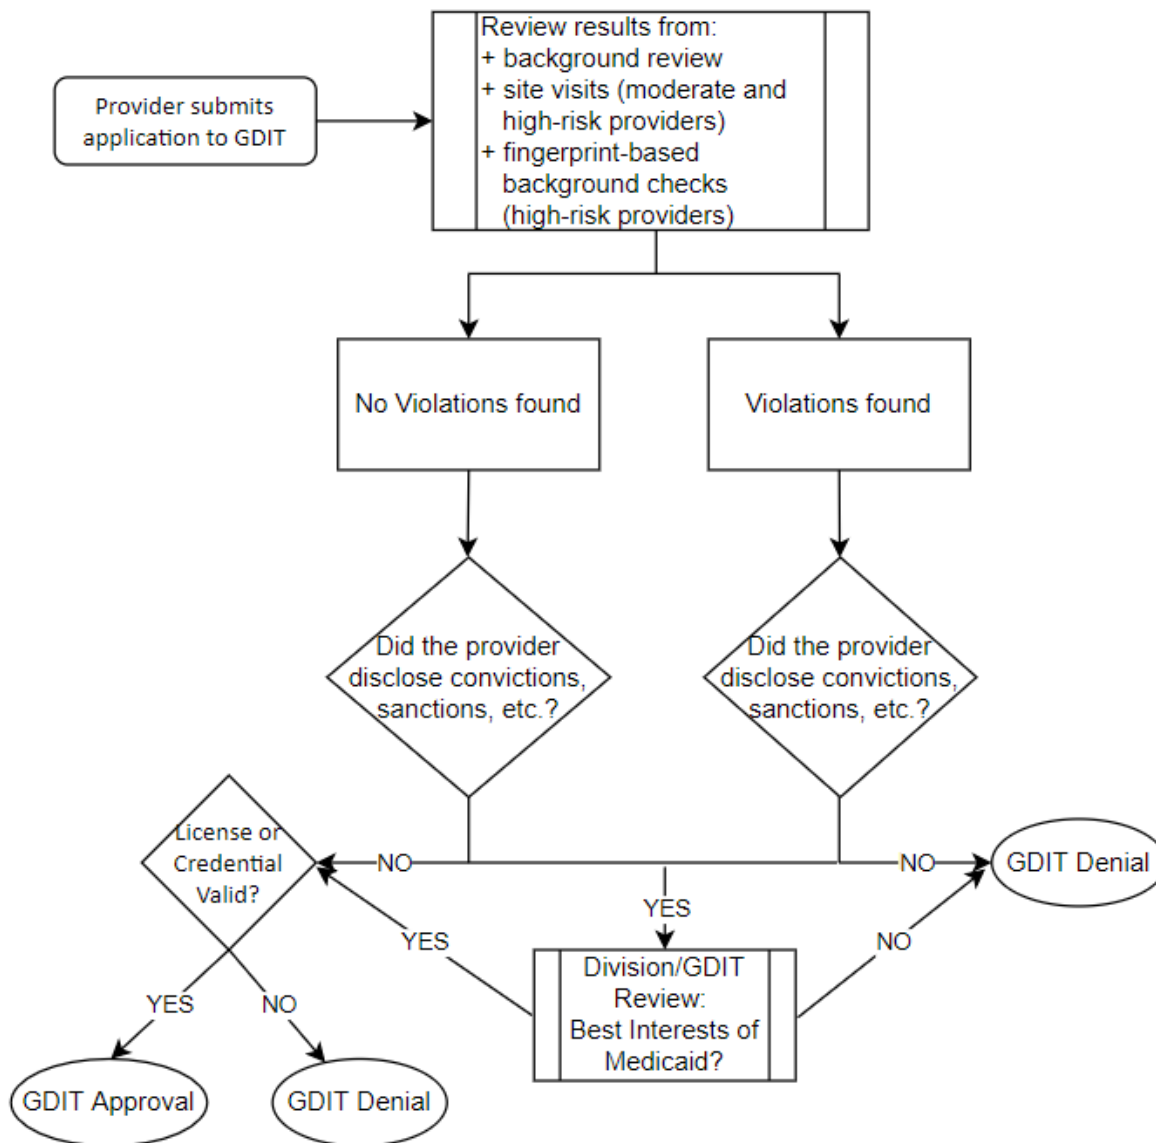 Provider submits
application to GDIT
Review results from:
+ background review
+ site visits (moderate and
high-risk providers)
+ fingerprint-based
background checks
(high-risk providers)
No Violations found
Violations found
Did the provider
disclose convictions,
sanctions, etc.?
Did the provider
disclose convictions,
sanctions, etc.?
License or
Credential
Valid?
NO
NO
GDIT Denial
YES
YES
NO
Division/GDIT
Review:
Best Interests of
Medicaid?
YES
NO
GDIT Approval
GDIT Denial